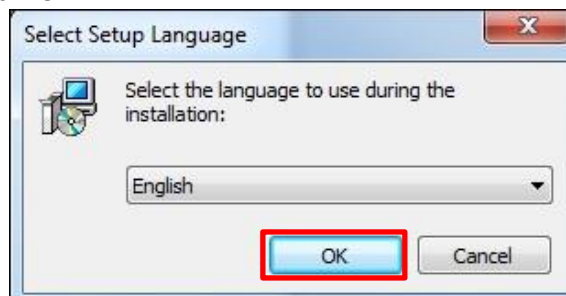 Select Setup Language
Select the language to use during the
installation:
English
OK
Cancel